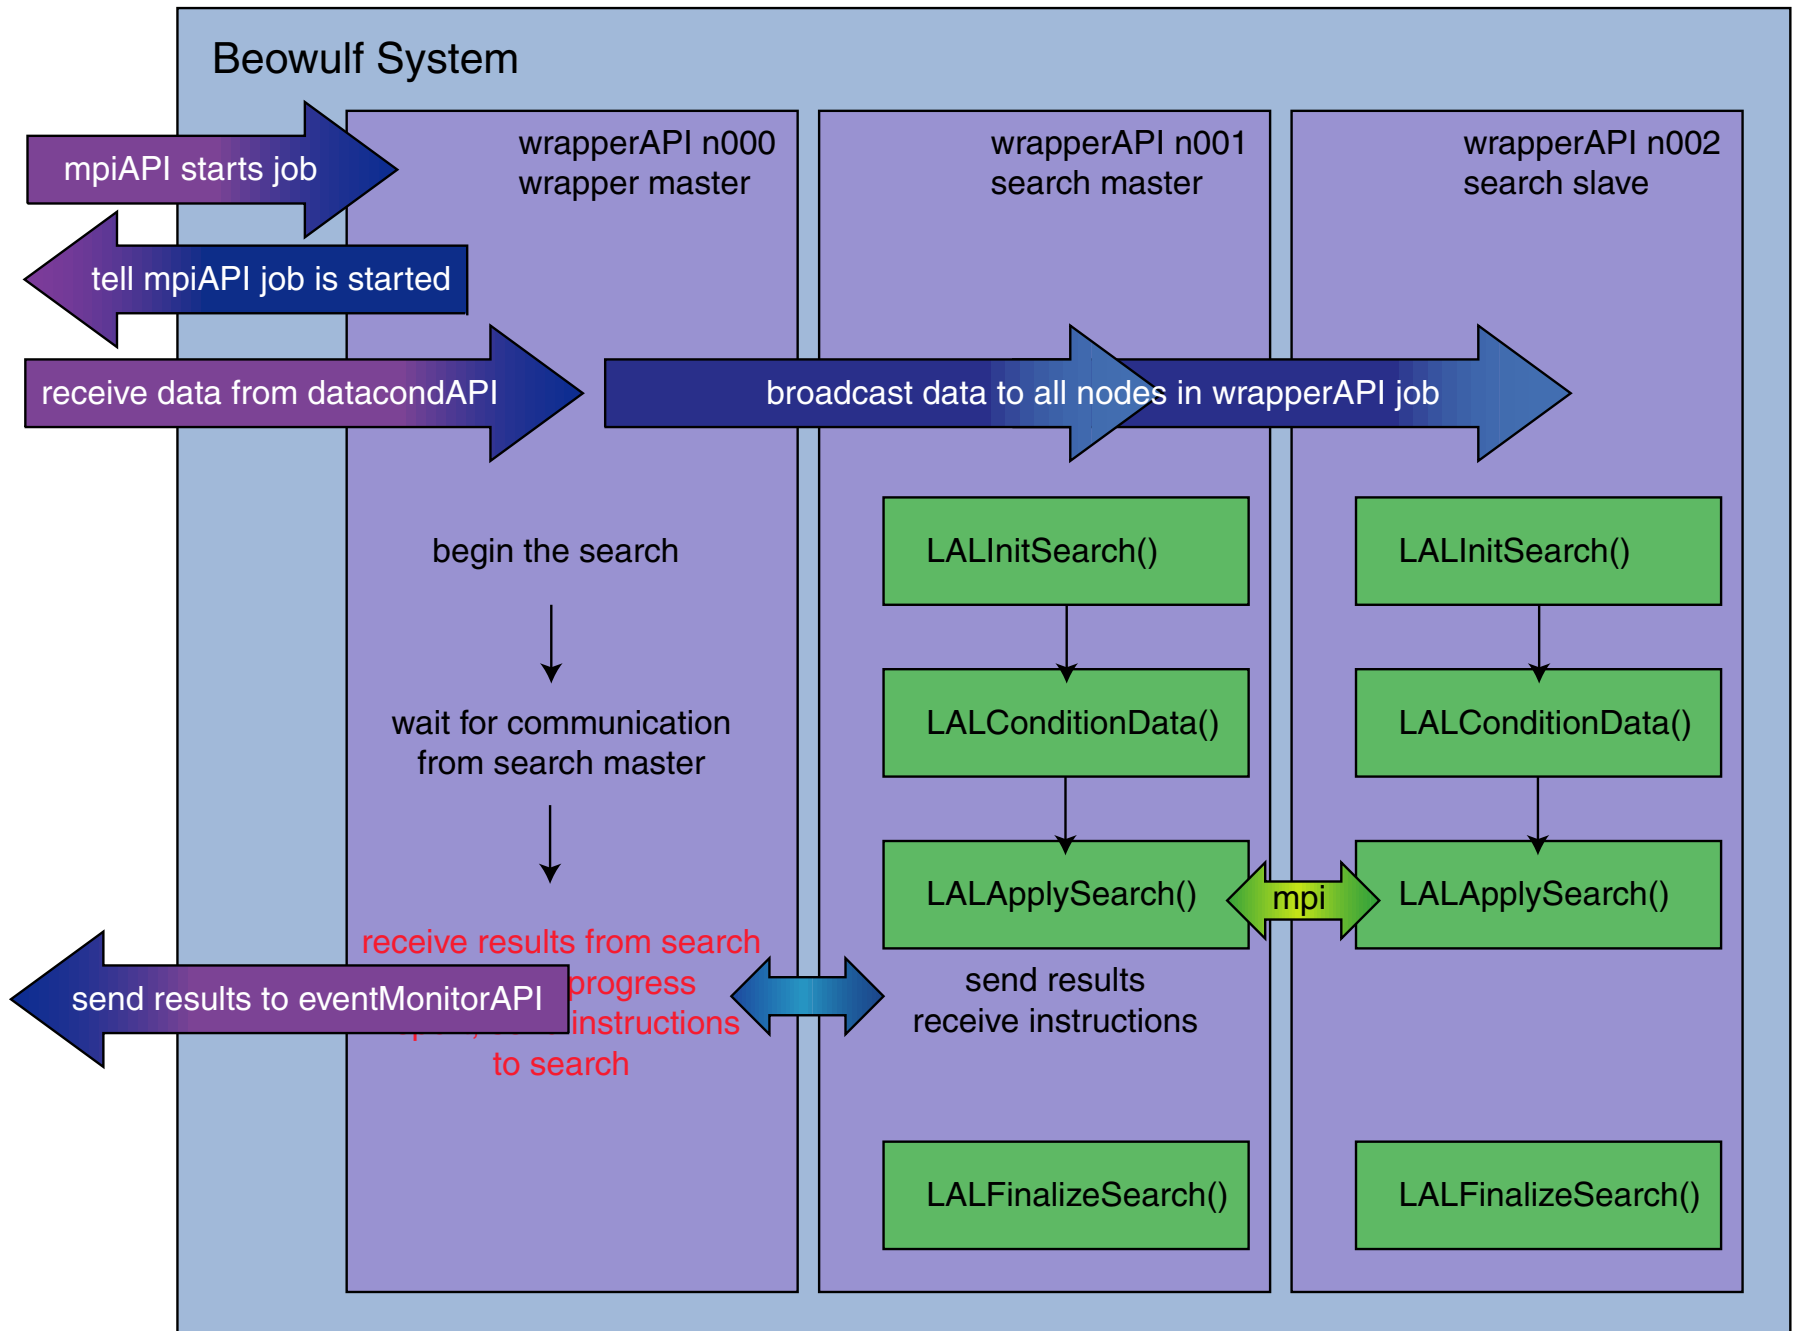 Beowulf System
mpiAPI starts job
wrapperAPI n000
wrapper master
wrapperAPI n001
search master
wrapperAPI n002
search slave
tell mpiAPI job is started
receive data from datacondAPI
broadcast data to all nodes in wrapperAPI job
begin the search
LALInitSearch()
LALInitSearch()
wait for communication
from search master
LALConditionData()
LALConditionData()
LALApplySearch()
mpi
LALApplySearch()
receive results from search
progress
instructions
to search
send results to eventMonitorAPI
send results
receive instructions
LALFinalizeSearch()
LALFinalizeSearch()